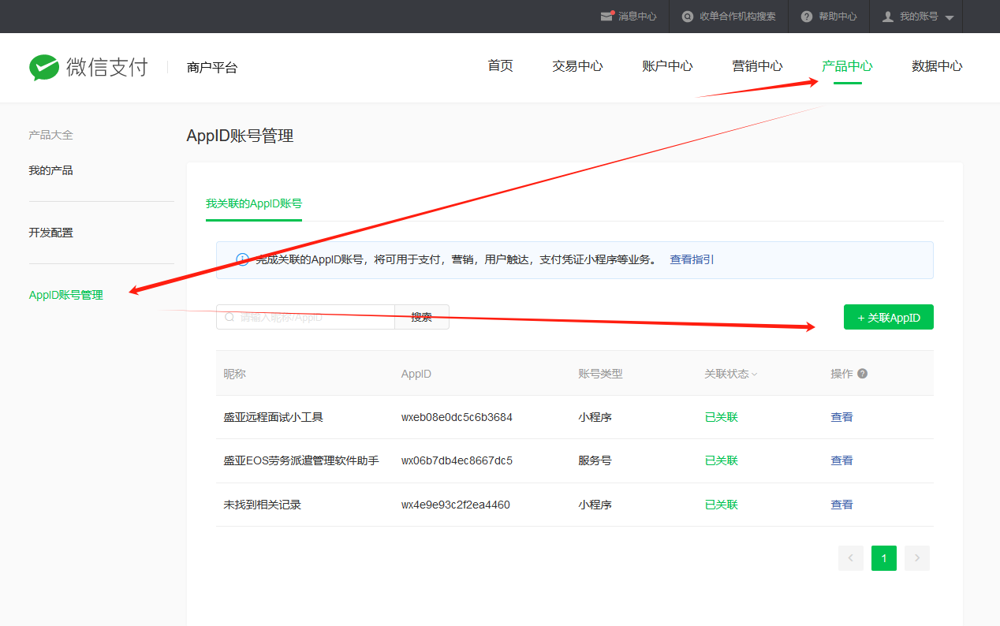 消息中心 收单合作机构搜索 帮助中心 我的账号
微信支付 商户平台 首页 交易中心 账户中心 营销中心 产品中心 数据中心
产品大全
我的产品
开发配置
AppID账号管理
AppID账号管理
我关联的AppID账号
完成关联的AppID账号，将可用于支付，营销，用户触达，支付凭证小程序等业务。 查看指引
请输入昵称/AppID 搜索 + 关联AppID
昵称 AppID 账号类型 关联状态 操作
盛亚远程面试小工具 wxeb08e0dc5c6b3684 小程序 已关联 查看
盛亚EOS劳务派遣管理软件助手 wx06b7db4ec8667dc5 服务号 已关联 查看
未找到相关记录 wx4e9e93c2f2ea4460 小程序 已关联 查看
1